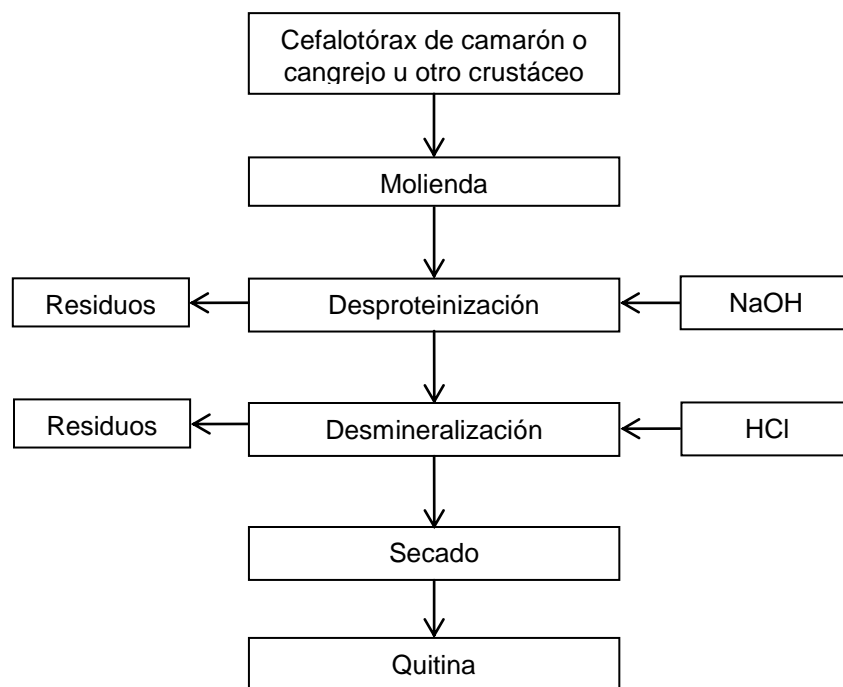 Cefalotórax de camarón o
cangrejo u otro crustáceo
Molienda
Residuos
Desproteinización
NaOH
Residuos
Desmineralización
HCl
Secado
Quitina